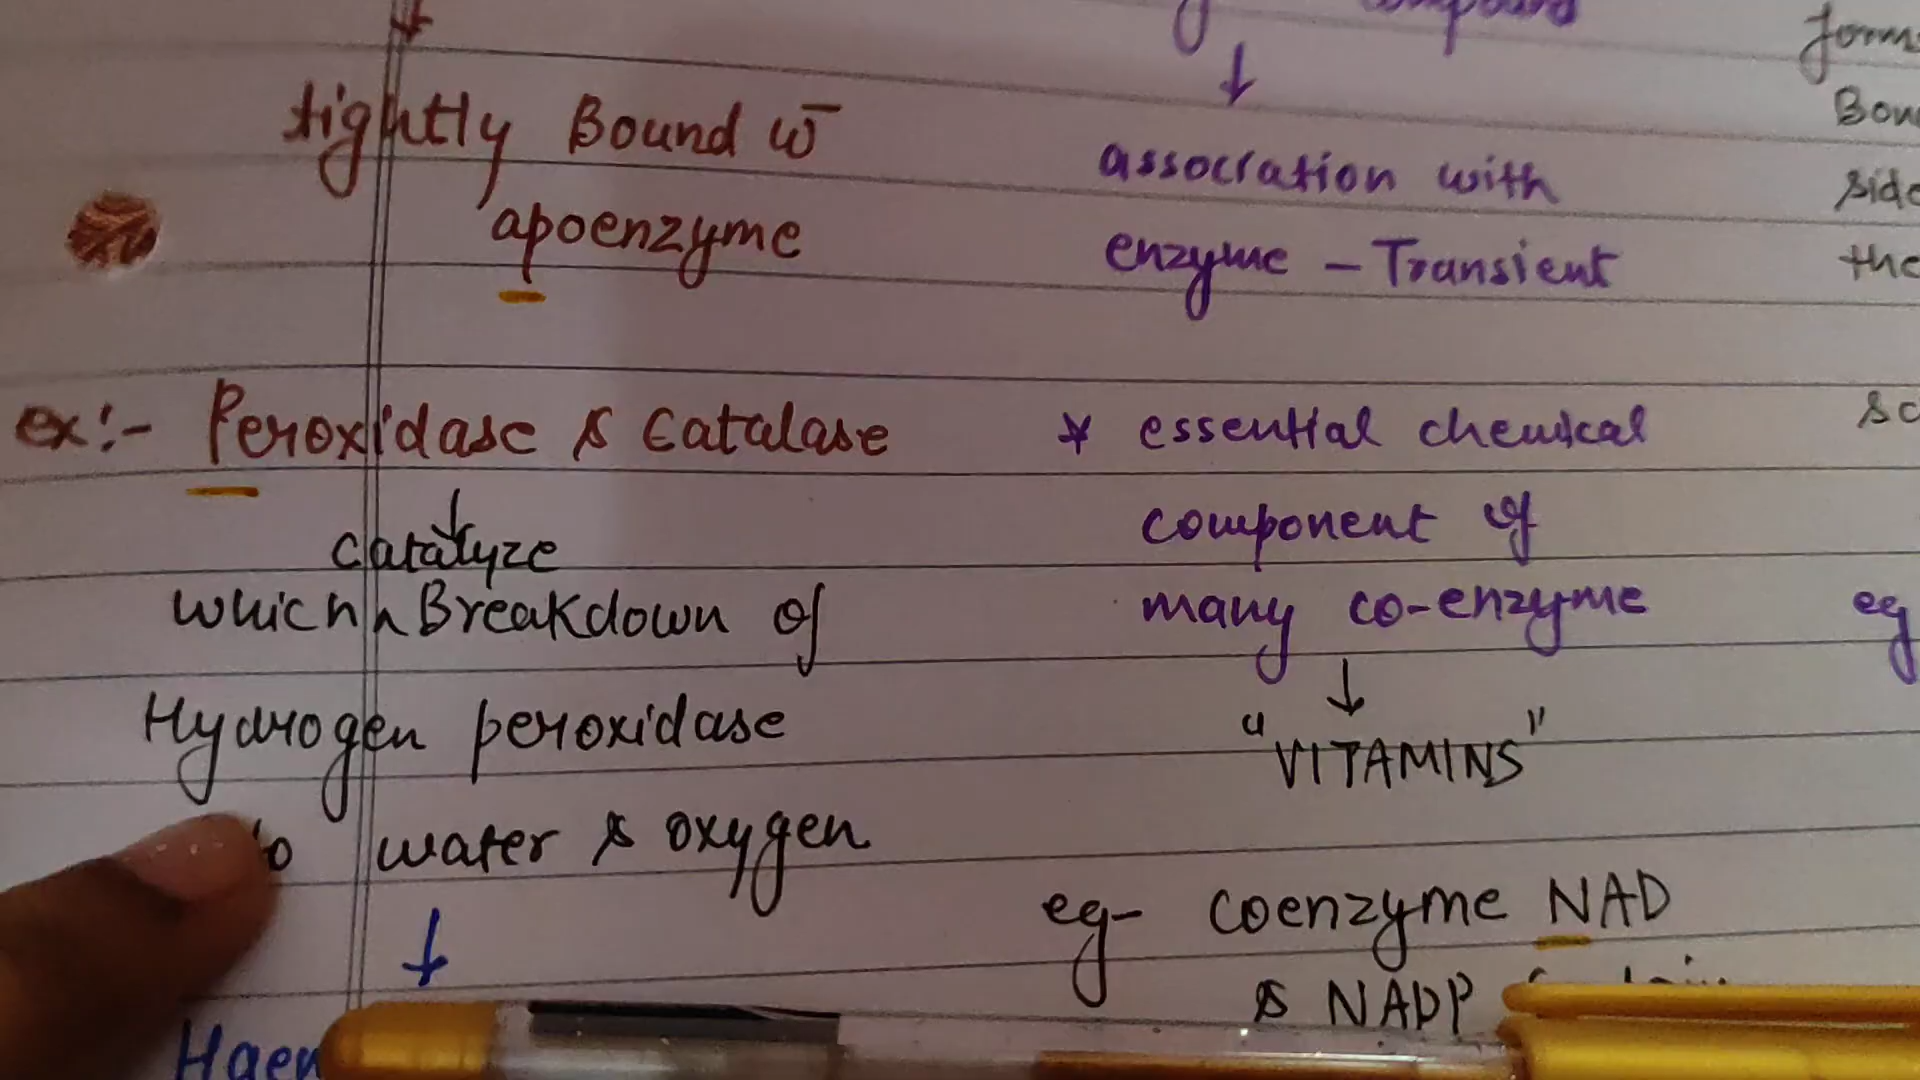 tightly Bound w̄
apoenzyme
ex:- Peroxidase & Catalase
catalyze
which Breakdown of
Hydrogen peroxidase
to water & oxygen
association with
enzyme - Transient
* essential chemical
component of
many co-enzyme
"VITAMINS"
eg- coenzyme NAD
& NADP
side
the
eg